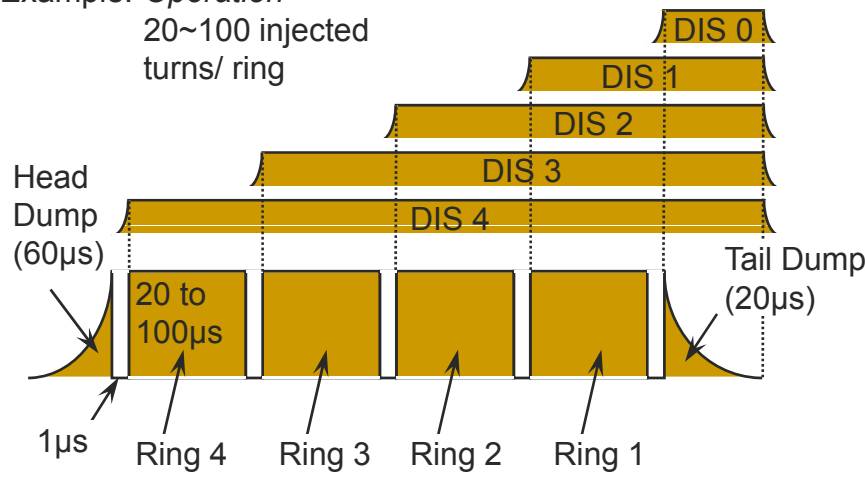 Example: Operation
20~100 injected
turns/ ring
DIS 0
DIS 1
DIS 2
DIS 3
DIS 4
Head
Dump
(60µs)
Tail Dump
(20µs)
20 to
100µs
1µs
Ring 4
Ring 3
Ring 2
Ring 1